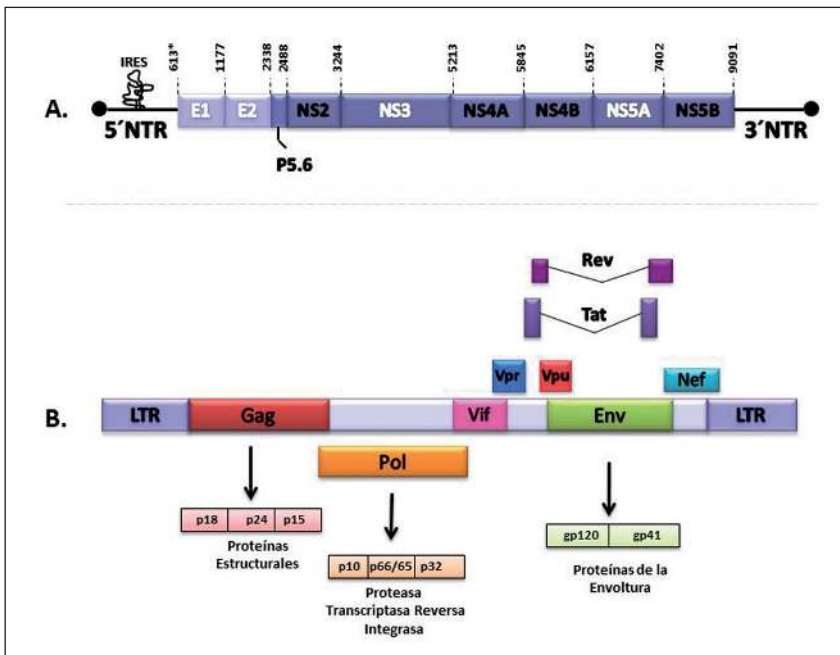 IRES
613*
1177
2338
2488
3244
5213
5845
6157
7402
9091
A.
E1 E2 NS2 NS3 NS4A NS4B NS5A NS5B
5´NTR
3´NTR
P5.6
Rev
Tat
Vpr Vpu Nef
B.
LTR Gag Vif Env LTR
Pol
p18 p24 p15
gp120 gp41
Proteínas
Estructurales
p10 p66/65 p32
Proteasa
Transcriptasa Reversa
Integrasa
Proteínas de la
Envoltura